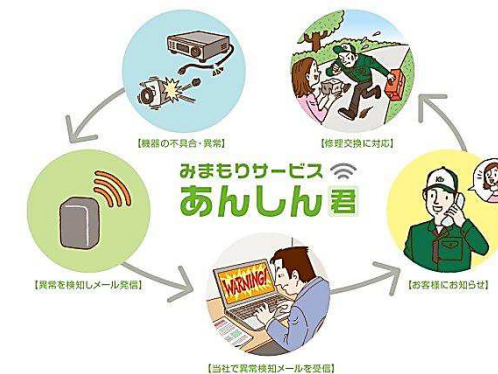 【機器の不具合・異常】
【修理交換に対応】
みまもりサービス
あんしん君
【異常を検知しメール発信】
WARNING!
【お客様にお知らせ】
【当社で異常検知メールを受信】